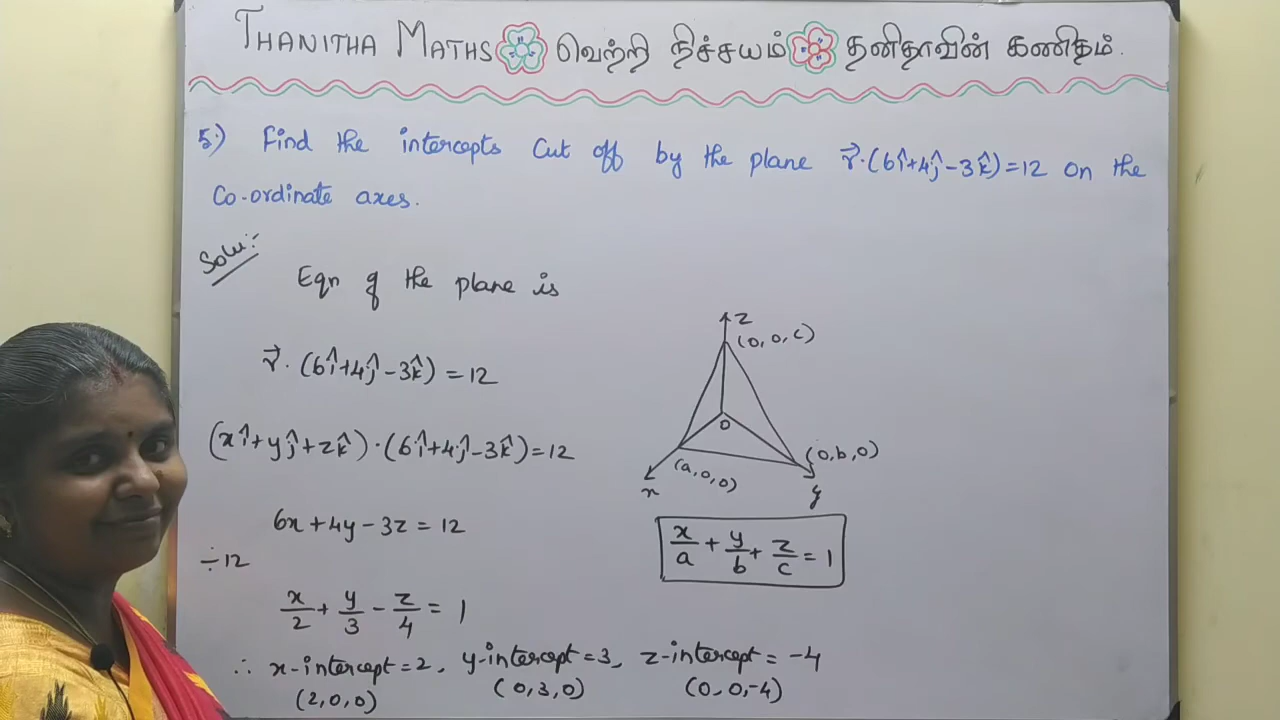 THANITHA MATHS வெற்றி நிச்சயம் தனிதாவின் கணிதம்.
5.) Find the intercepts cut off by the plane r⃗·(6î+4ĵ-3k̂)=12 on the
Co-ordinate axes.
Solu:-
Eqn of the plane is
r⃗·(6î+4ĵ-3k̂)=12
(xî+yĵ+zk̂)·(6î+4ĵ-3k̂)=12
6x+4y-3z=12
÷12
x/2 + y/3 - z/4 = 1
∴ x-intercept=2, y-intercept=3, z-intercept=-4
(2,0,0) (0,3,0) (0,0,-4)
z
(0,0,c)
o
(0,b,0)
(a,0,0)
x y
x/a + y/b + z/c = 1